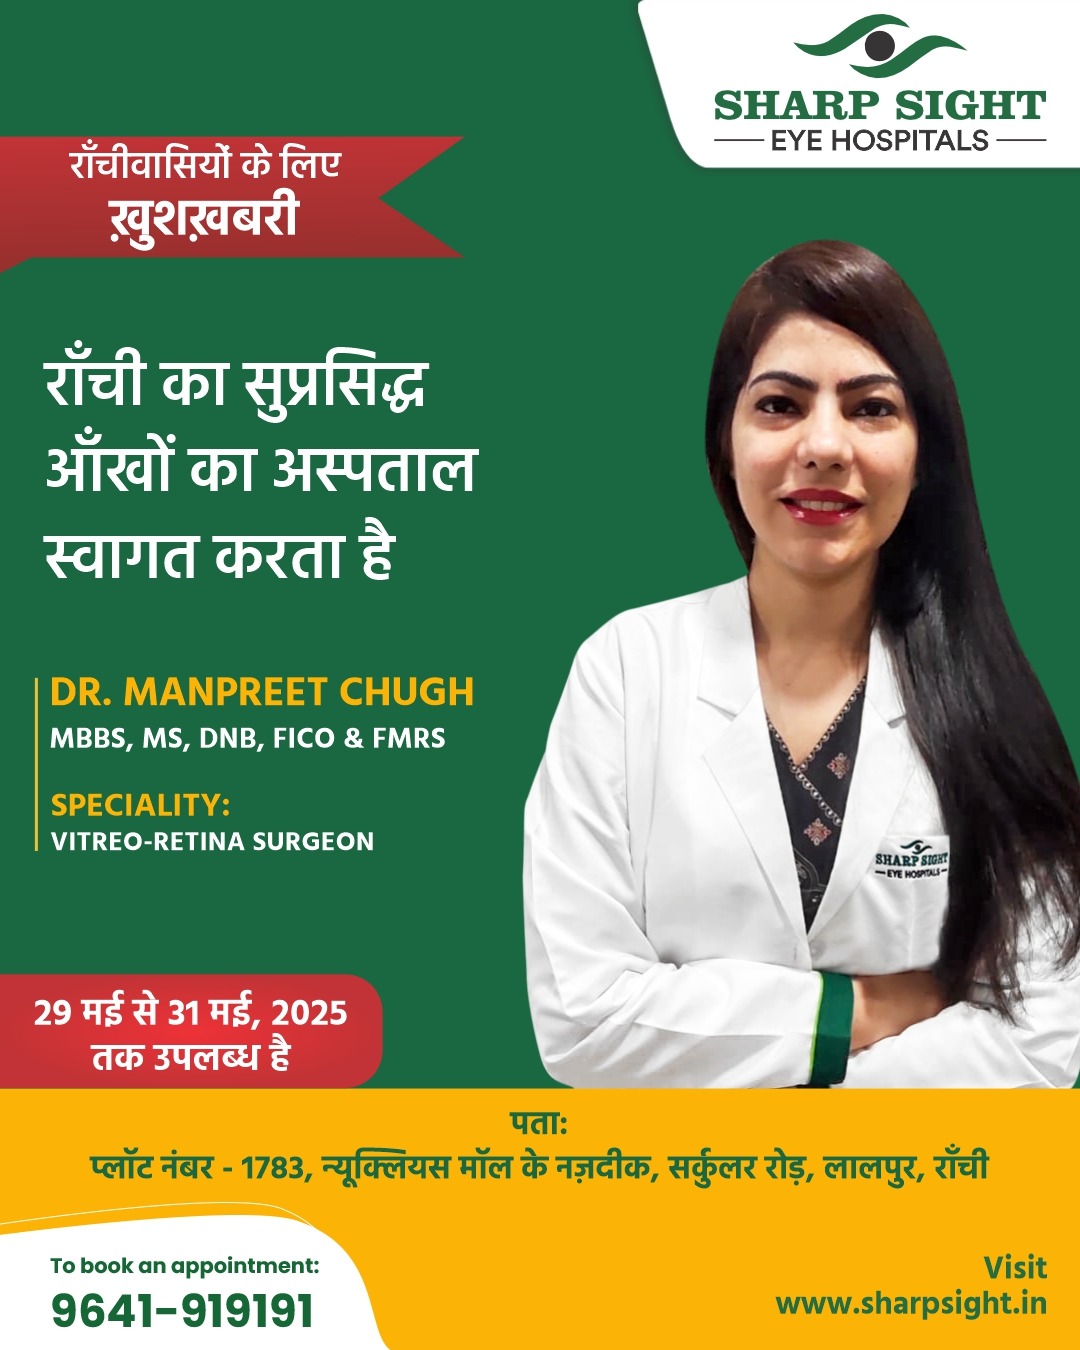 SHARP SIGHT
EYE HOSPITALS
राँचीवासियों के लिए
ख़ुशख़बरी
राँची का सुप्रसिद्ध
आँखों का अस्पताल
स्वागत करता है
DR. MANPREET CHUGH
MBBS, MS, DNB, FICO & FMRS
SPECIALITY:
VITREO-RETINA SURGEON
SHARP SIGHT
EYE HOSPITALS
29 मई से 31 मई, 2025
तक उपलब्ध है
पता:
प्लॉट नंबर - 1783, न्यूक्लियस मॉल के नज़दीक, सर्कुलर रोड़, लालपुर, राँची
To book an appointment:
9641-919191
Visit
www.sharpsight.in